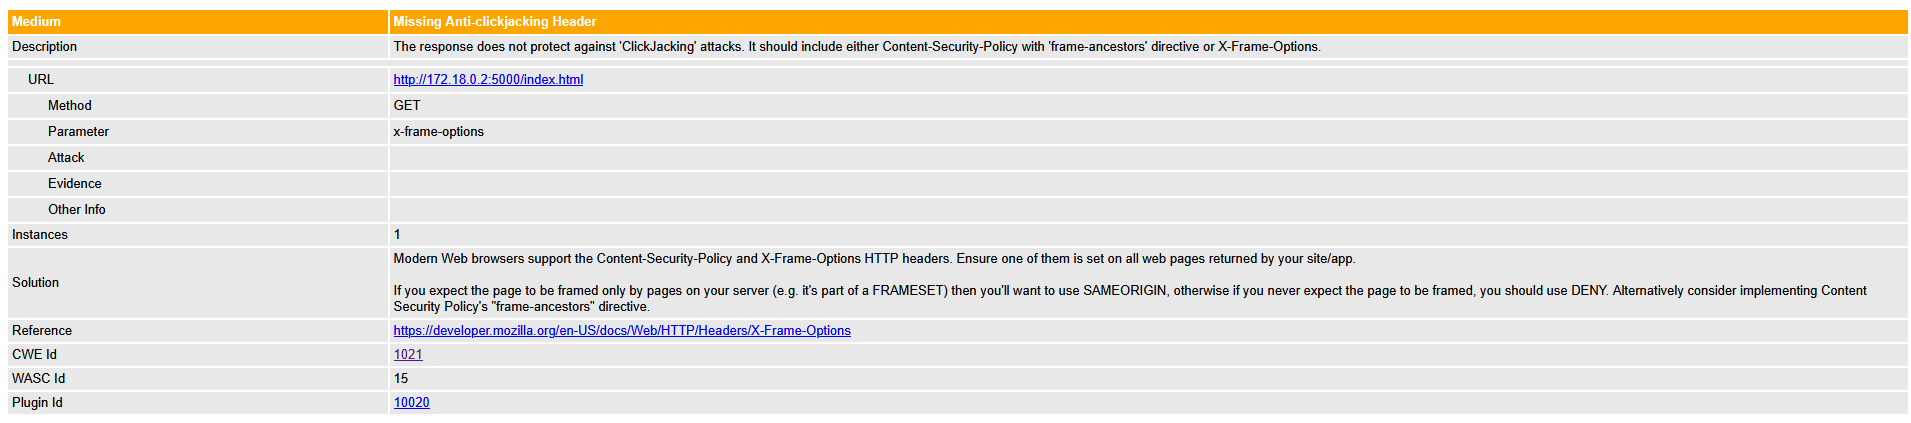 Medium Missing Anti-clickjacking Header
Description The response does not protect against 'ClickJacking' attacks. It should include either Content-Security-Policy with 'frame-ancestors' directive or X-Frame-Options.
URL http://172.18.0.2:5000/index.html
Method GET
Parameter x-frame-options
Attack
Evidence
Other Info
Instances 1
Solution Modern Web browsers support the Content-Security-Policy and X-Frame-Options HTTP headers. Ensure one of them is set on all web pages returned by your site/app.
If you expect the page to be framed only by pages on your server (e.g. it's part of a FRAMESET) then you'll want to use SAMEORIGIN, otherwise if you never expect the page to be framed, you should use DENY. Alternatively consider implementing Content
Security Policy's "frame-ancestors" directive.
Reference https://developer.mozilla.org/en-US/docs/Web/HTTP/Headers/X-Frame-Options
CWE Id 1021
WASC Id 15
Plugin Id 10020